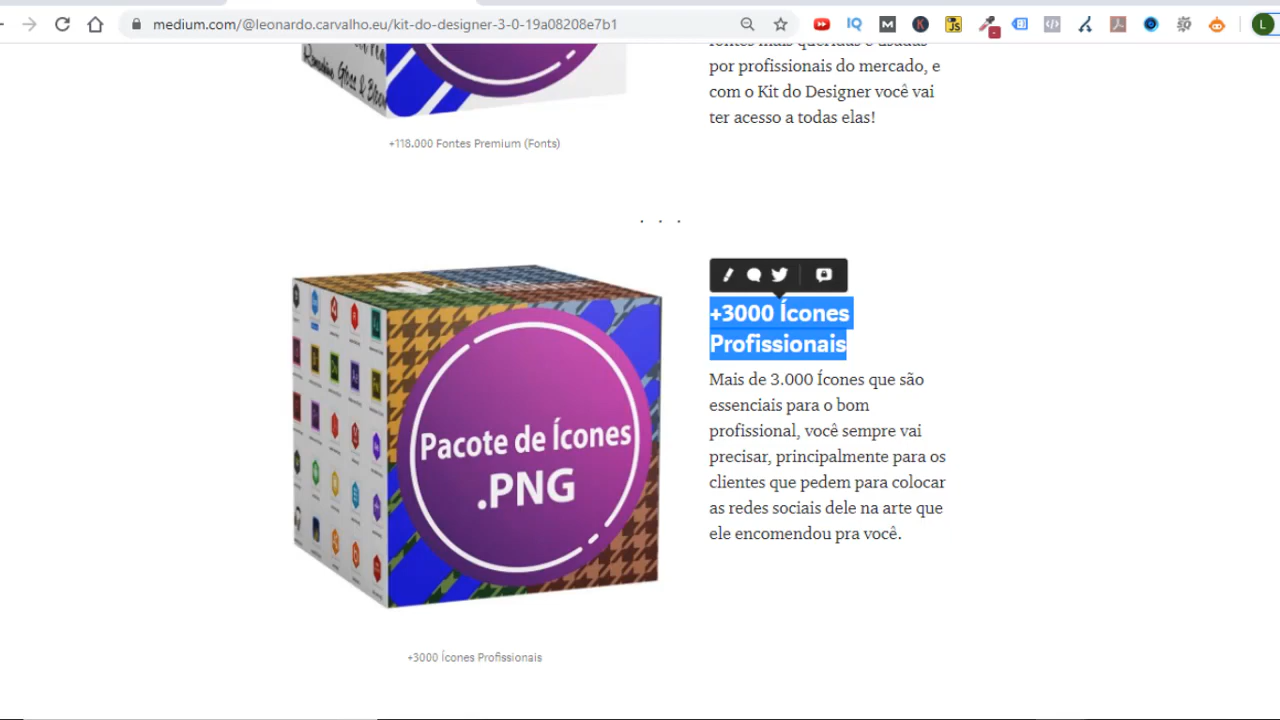 medium.com/@leonardo.carvalho.eu/kit-do-designer-3-0-19a08208e7b1
IQ
M
K
JS
L
por profissionais do mercado, e
com o Kit do Designer você vai
ter acesso a todas elas!
+118.000 Fontes Premium (Fonts)
. . .
+3000 Ícones
Profissionais
Mais de 3.000 Ícones que são
essenciais para o bom
profissional, você sempre vai
precisar, principalmente para os
clientes que pedem para colocar
as redes sociais dele na arte que
ele encomendou pra você.
Pacote de Ícones
.PNG
+3000 Ícones Profissionais